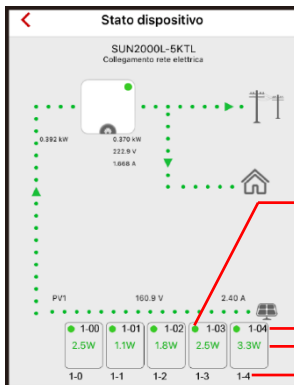 Stato dispositivo
SUN2000L-5KTL
Collegamento rete elettrica
0.392 kW 0.370 kW
222.9 V
1.668 A
PV1 160.9 V 2.40 A
1-00 1-01 1-02 1-03 1-04
2.5W 1.1W 1.8W 2.5W 3.3W
1-0 1-1 1-2 1-3 1-4